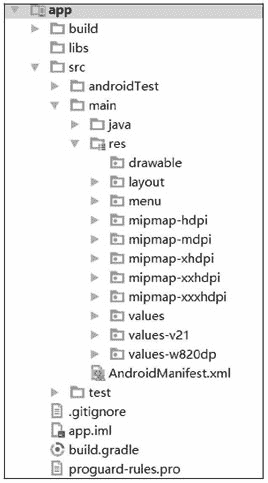 app
build
libs
src
androidTest
main
java
res
drawable
layout
menu
mipmap-hdpi
mipmap-mdpi
mipmap-xhdpi
mipmap-xxhdpi
mipmap-xxxhdpi
values
values-v21
values-w820dp
AndroidManifest.xml
test
.gitignore
app.iml
build.gradle
proguard-rules.pro